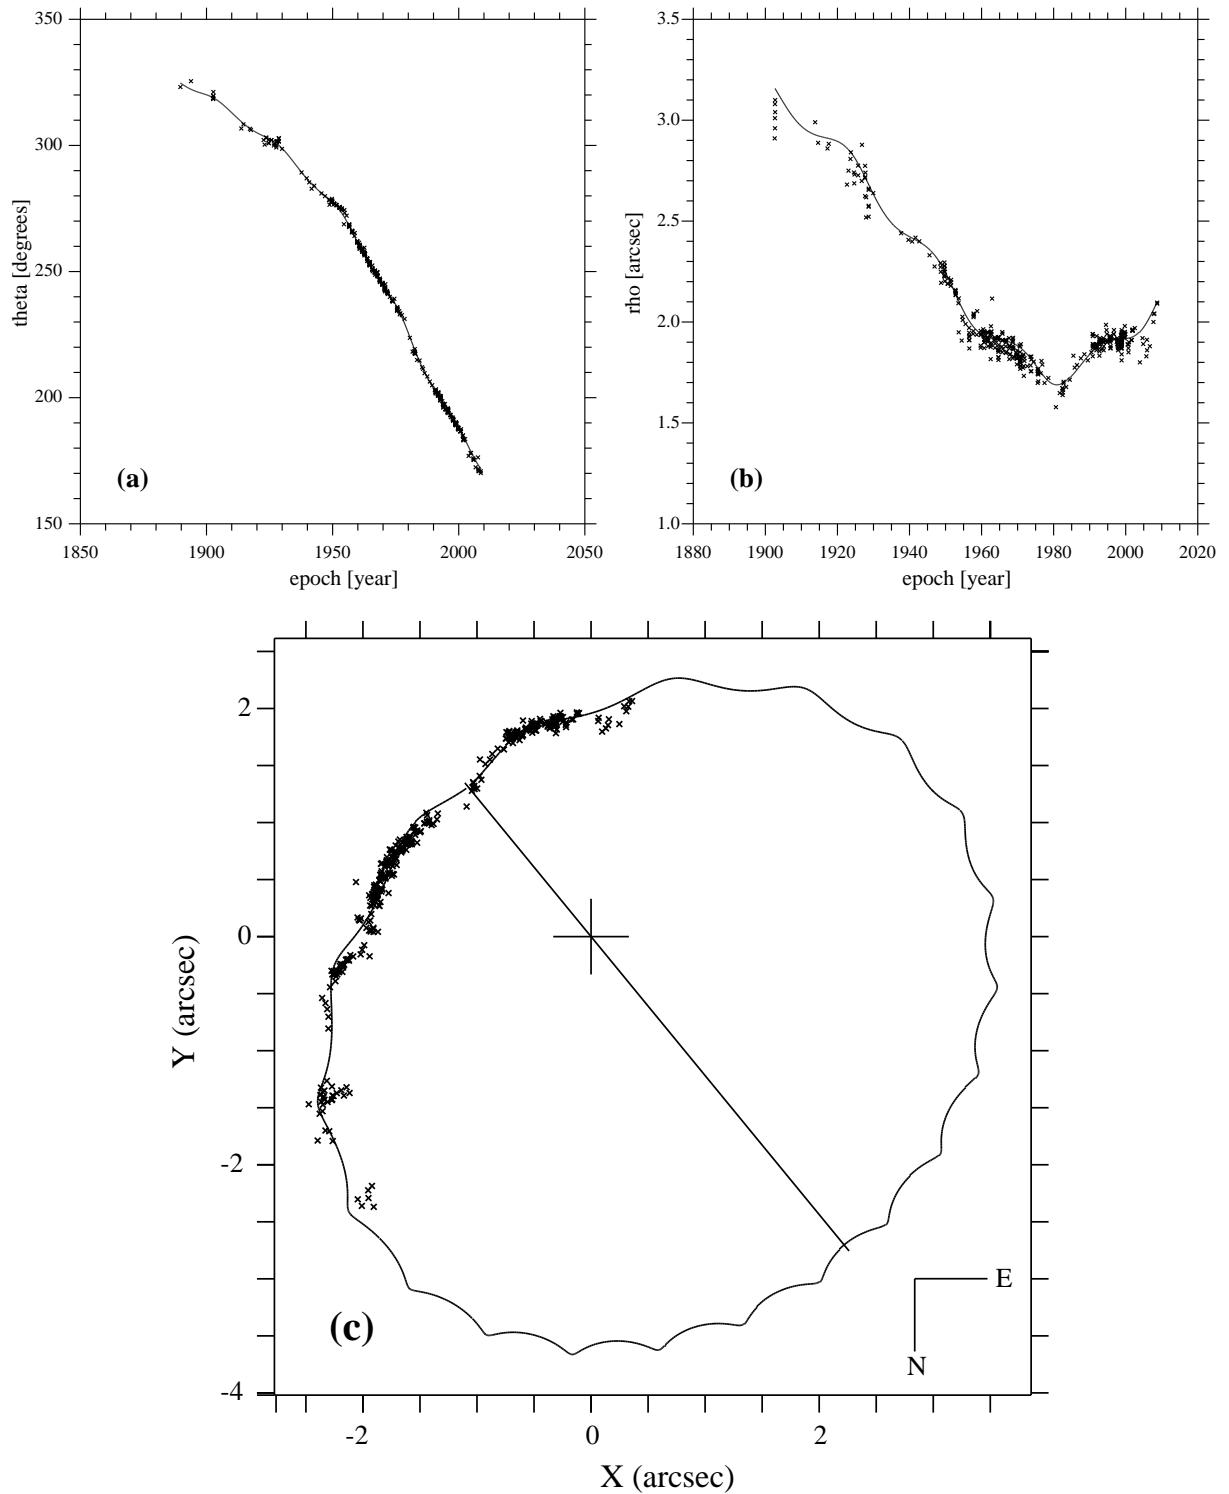 350
300
250
200
150
theta [degrees]
(a)
1850 1900 1950 2000 2050
epoch [year]
3.5
3.0
2.5
2.0
1.5
1.0
rho [arcsec]
(b)
1880 1900 1920 1940 1960 1980 2000 2020
epoch [year]
2
0
-2
-4
Y (arcsec)
E
N
(c)
-2 0 2
X (arcsec)